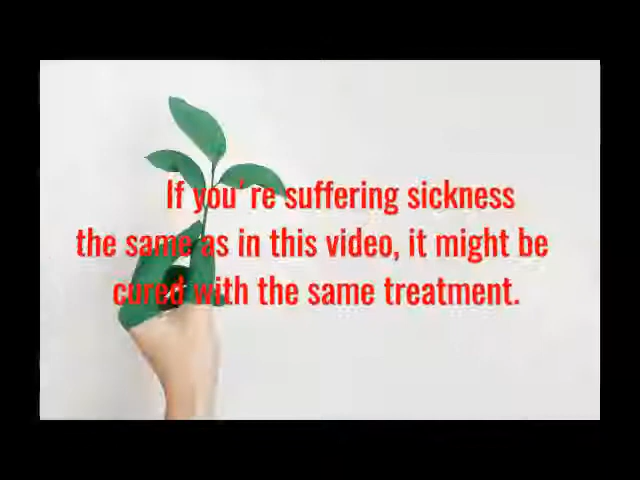 If you´re suffering sickness
the same as in this video, it might be
cured with the same treatment.